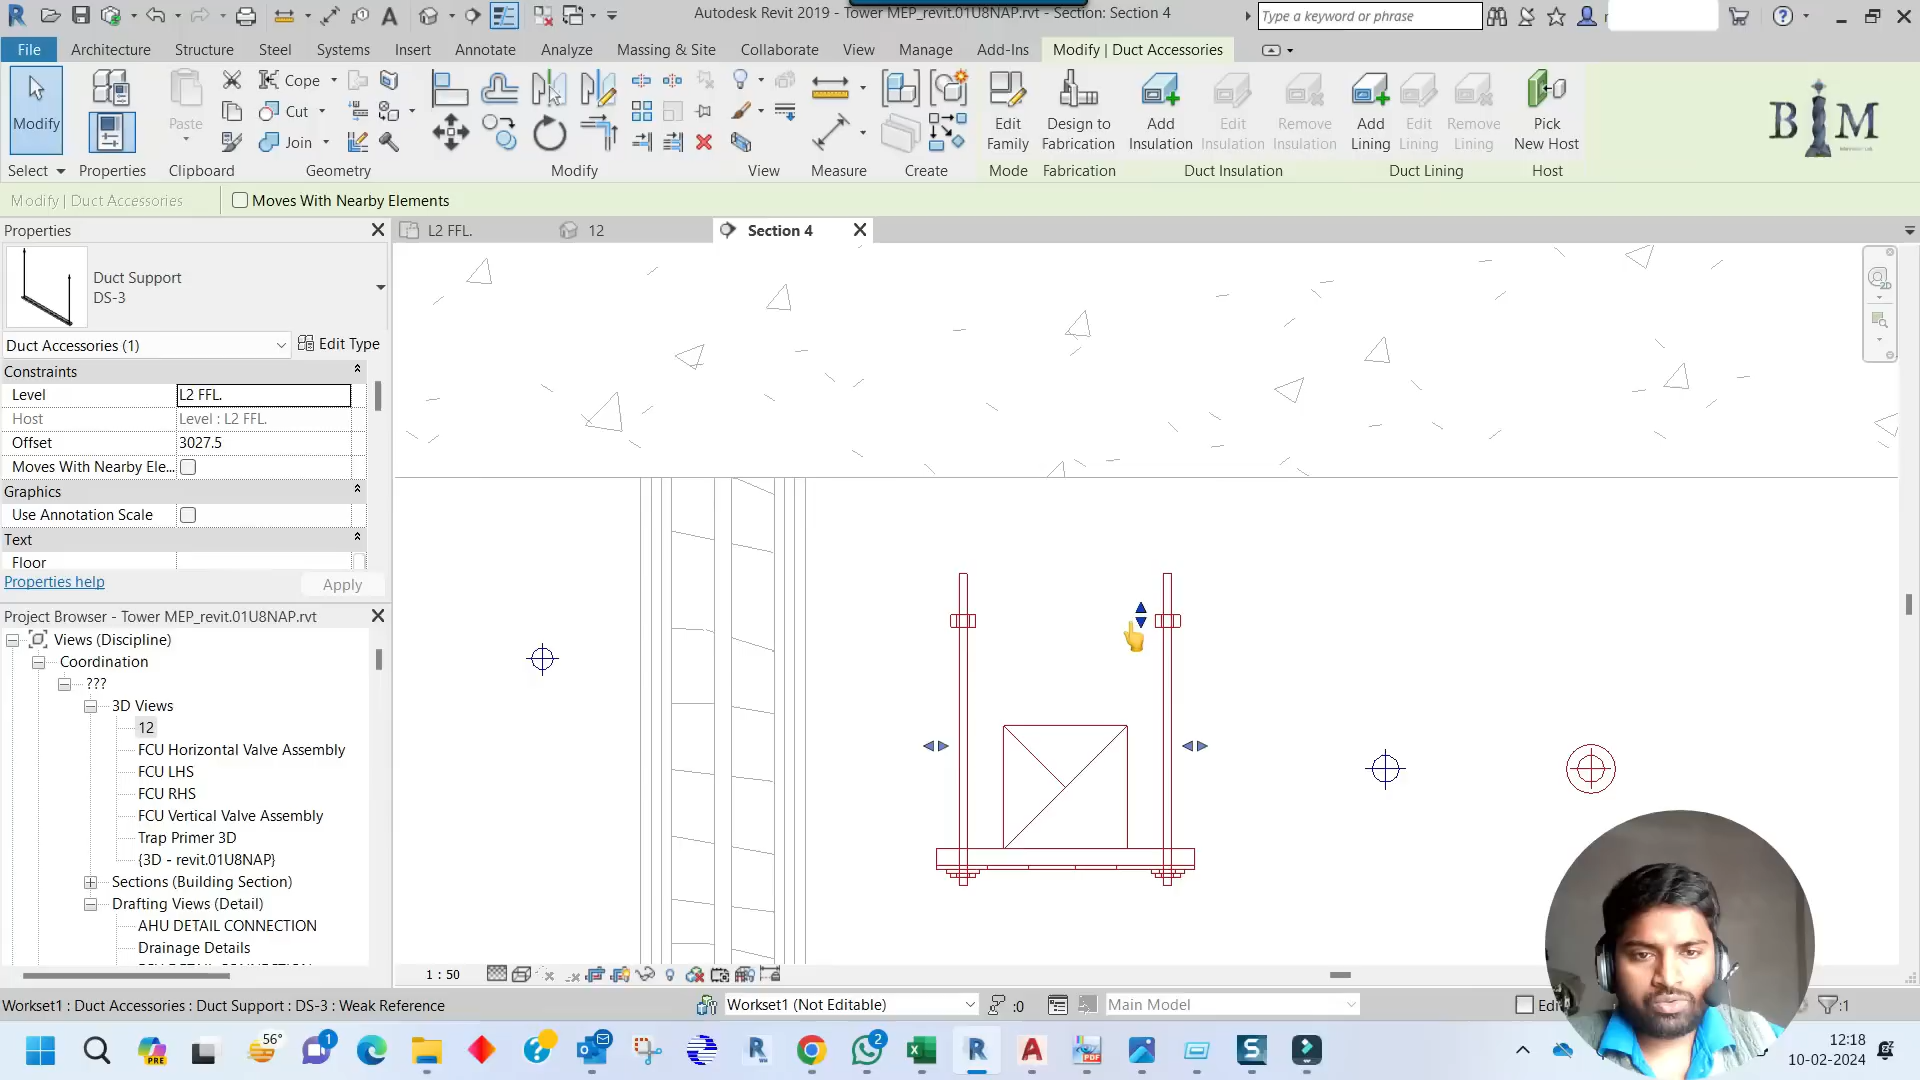 Autodesk Revit 2019 - Tower MEP_revit.01U8NAP.rvt - Section: Section 4
Type a keyword or phrase
File Architecture Structure Steel Systems Insert Annotate Analyze Massing & Site Collaborate View Manage Add-Ins Modify | Duct Accessories
Modify
Paste
Cope
Cut
Join
Edit Family
Design to Fabrication
Add Insulation
Edit Insulation
Remove Insulation
Add Lining
Edit Lining
Remove Lining
Pick New Host
BIM
Select Properties Clipboard Geometry Modify View Measure Create Mode Fabrication Duct Insulation Duct Lining Host
Modify | Duct Accessories Moves With Nearby Elements
Properties
L2 FFL. 12 Section 4
Duct Support
DS-3
Duct Accessories (1) Edit Type
Constraints
Level L2 FFL.
Host Level : L2 FFL.
Offset 3027.5
Moves With Nearby Ele...
Graphics
Use Annotation Scale
Text
Floor
Properties help Apply
Project Browser - Tower MEP_revit.01U8NAP.rvt
Views (Discipline)
Coordination
???
3D Views
12
FCU Horizontal Valve Assembly
FCU LHS
FCU RHS
FCU Vertical Valve Assembly
Trap Primer 3D
{3D - revit.01U8NAP}
Sections (Building Section)
Drafting Views (Detail)
AHU DETAIL CONNECTION
Drainage Details
1 : 50
2D
Workset1 : Duct Accessories : Duct Support : DS-3 : Weak Reference
Workset1 (Not Editable)
:0
Main Model
Edi
:1
56°
1
PRE
2
PDF
12:18
10-02-2024